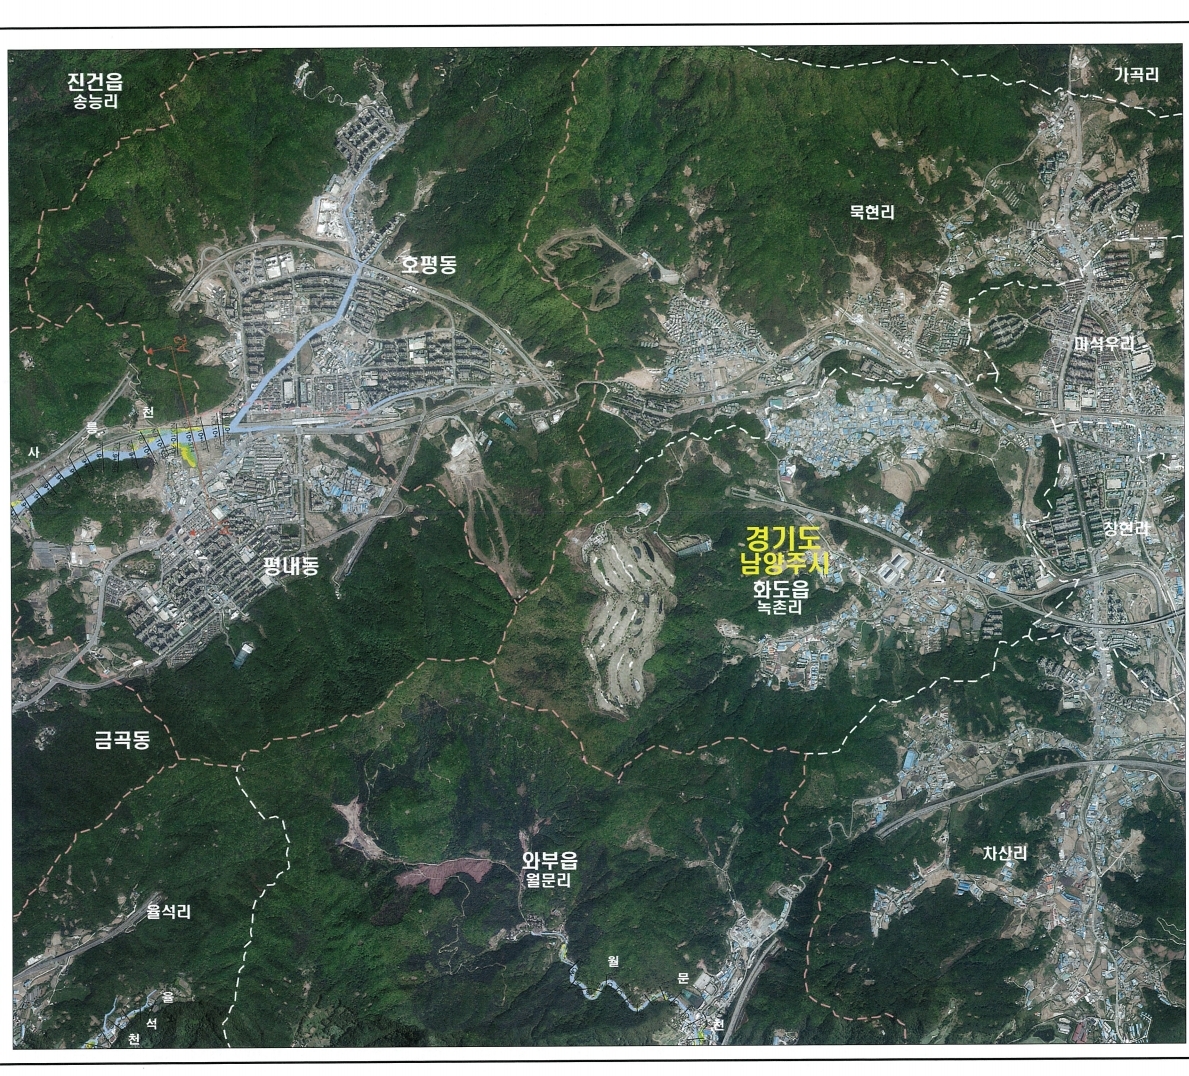 진건읍
송능리
가곡리
묵현리
호평동
마석우리
천
릉
사
경기도
남양주시
화도읍
녹촌리
창현리
평내동
금곡동
와부읍
월문리
차산리
율석리
월
문
천
율
석
천